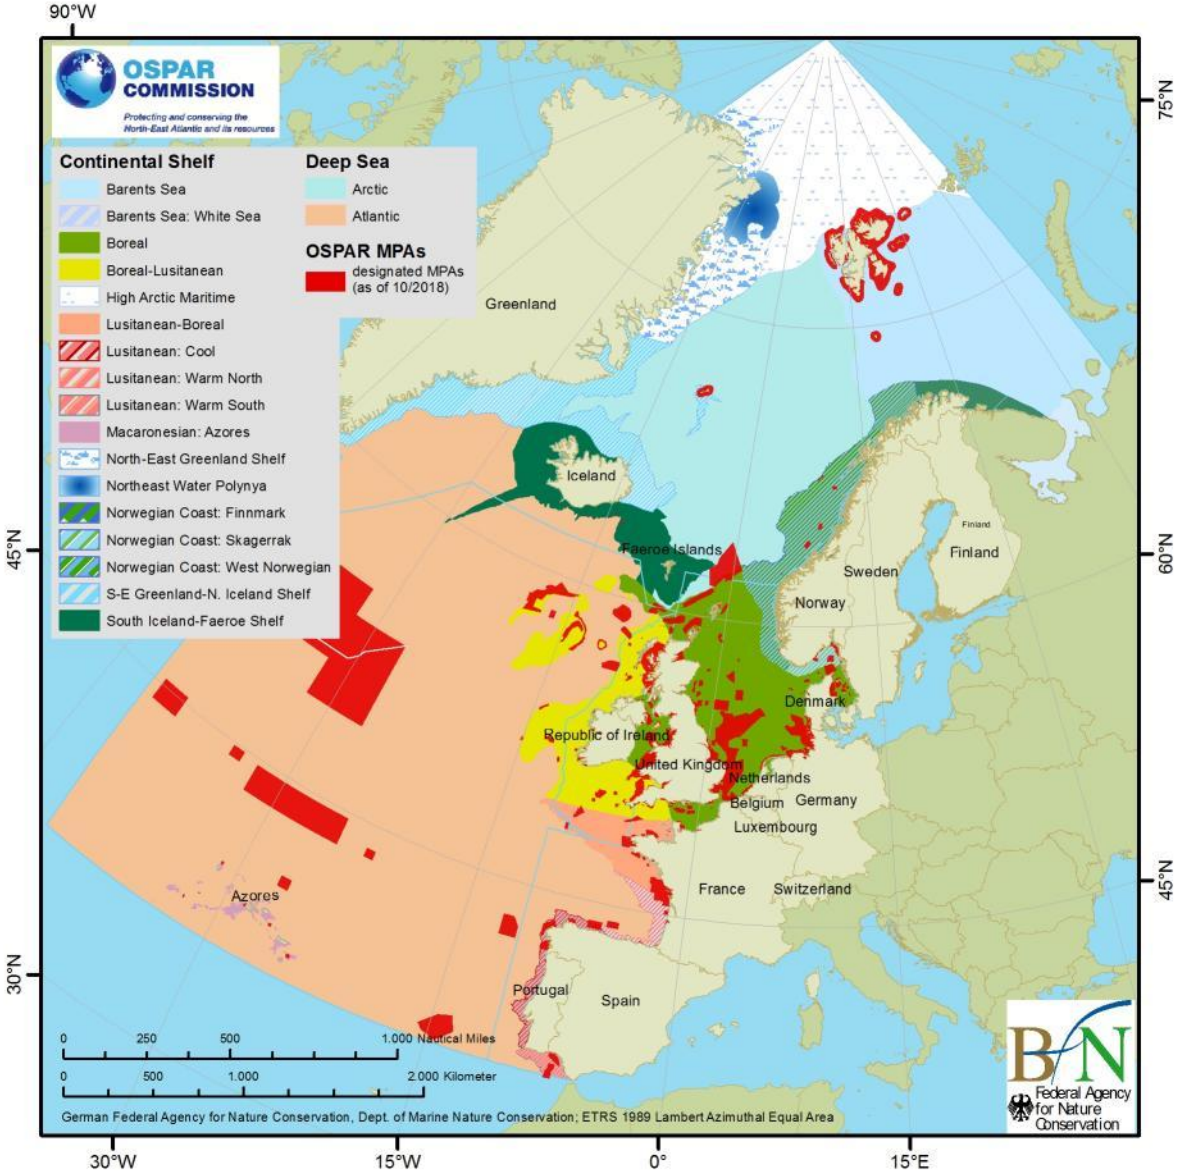 90°W
OSPAR
COMMISSION
Protecting and conserving the
North-East Atlantic and its resources
75°N
Continental Shelf
Barents Sea
Barents Sea: White Sea
Boreal
Boreal-Lusitanean
High Arctic Maritime
Lusitanean-Boreal
Lusitanean: Cool
Lusitanean: Warm North
Lusitanean: Warm South
Macaronesian: Azores
North-East Greenland Shelf
Northeast Water Polynya
Norwegian Coast: Finnmark
Norwegian Coast: Skagerrak
Norwegian Coast: West Norwegian
S-E Greenland-N. Iceland Shelf
South Iceland-Faeroe Shelf
Deep Sea
Arctic
Atlantic
OSPAR MPAs
designated MPAs
(as of 10/2018)
Greenland
Iceland
Faeroe Islands
Finland
Finland
Sweden
Norway
45°N
60°N
Denmark
Republic of Ireland
United Kingdom
Netherlands
Belgium
Germany
Luxembourg
France
Switzerland
Azores
45°N
30°N
Portugal
Spain
0 250 500 1.000 Nautical Miles
0 500 1.000 2.000 Kilometer
German Federal Agency for Nature Conservation, Dept. of Marine Nature Conservation; ETRS 1989 Lambert Azimuthal Equal Area
BfN
Federal Agency
for Nature
Conservation
30°W
15°W
0°
15°E